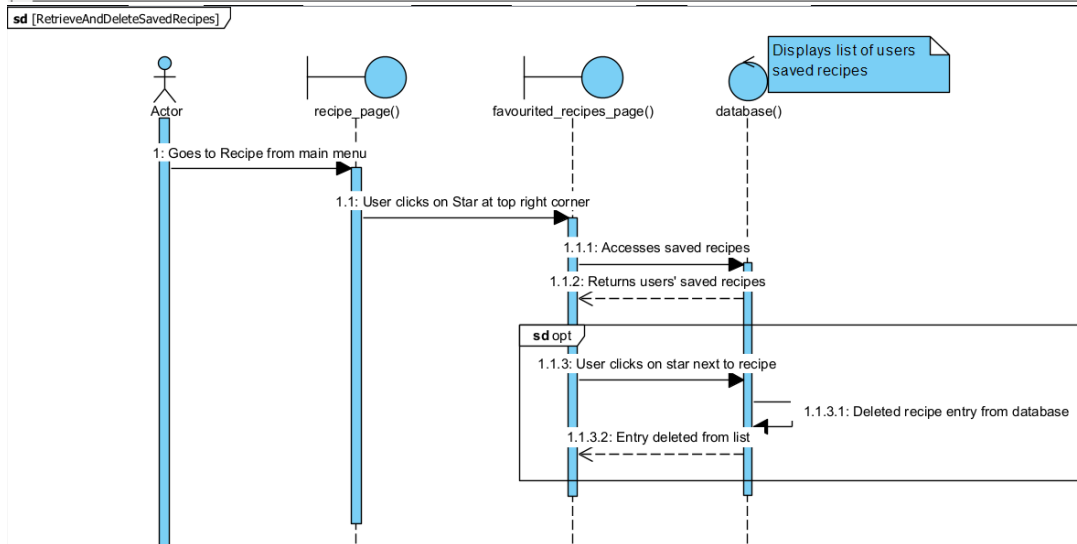 sd [RetrieveAndDeleteSavedRecipes]
Displays list of users
saved recipes
Actor
recipe_page()
favourited_recipes_page()
database()
1: Goes to Recipe from main menu
1.1: User clicks on Star at top right corner
1.1.1: Accesses saved recipes
1.1.2: Returns users' saved recipes
sd opt
1.1.3: User clicks on star next to recipe
1.1.3.1: Deleted recipe entry from database
1.1.3.2: Entry deleted from list